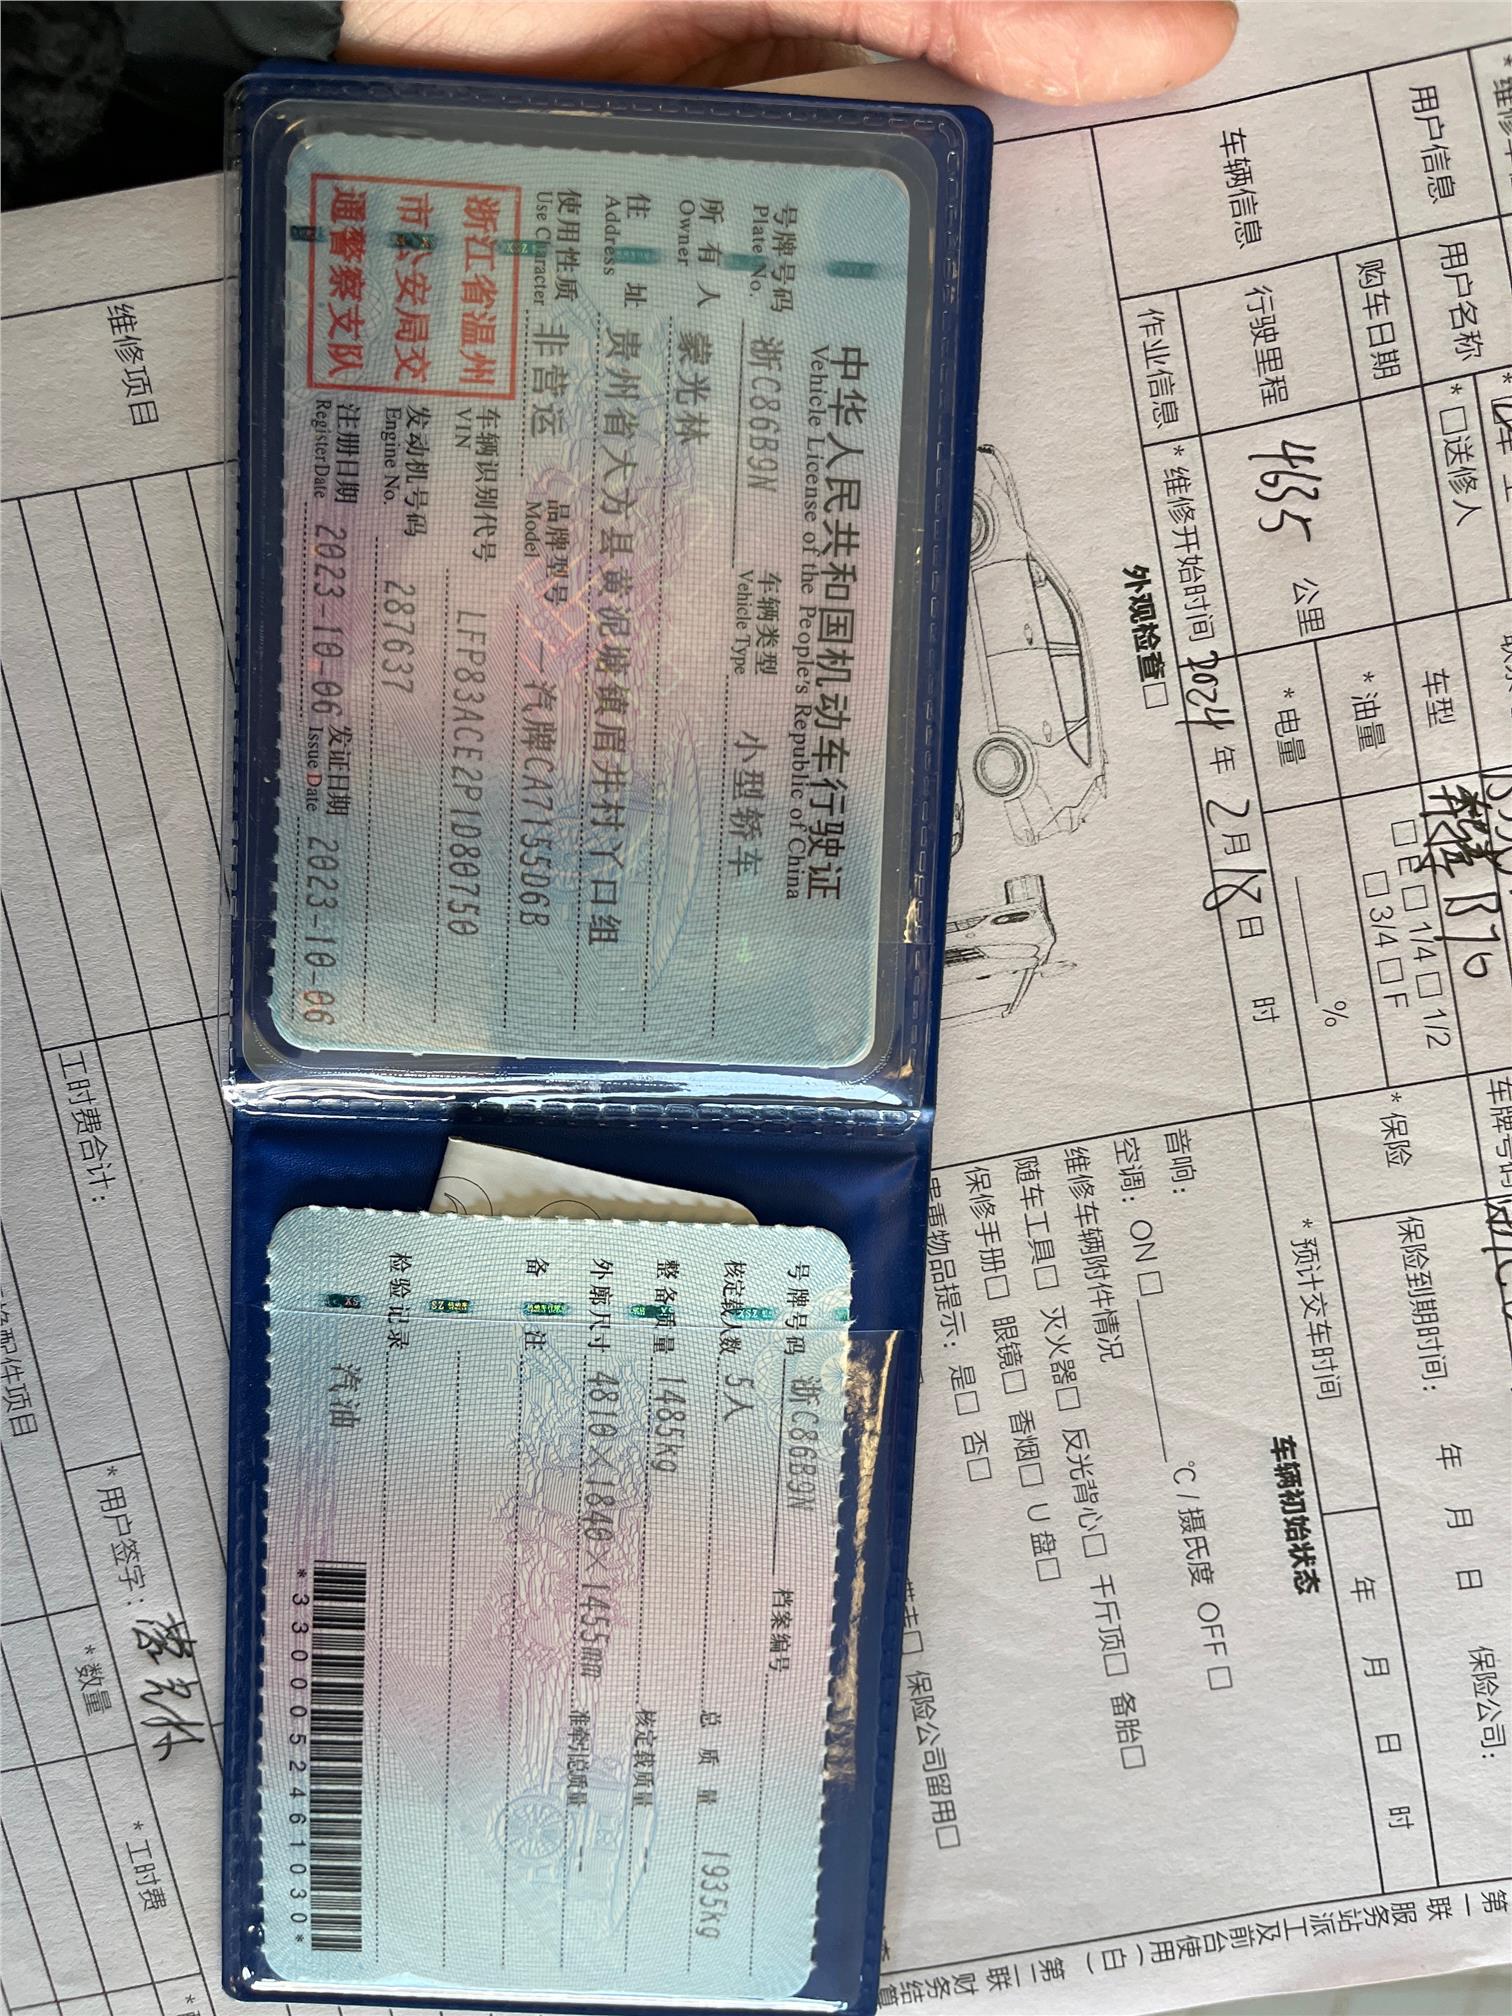 中华人民共和国机动车行驶证
Vehicle License of the People's Republic of China
号牌号码 浙C86B9N 车辆类型 小型轿车
Plate No. Vehicle Type
所有人 蒙光林
Owner
住址 贵州省大方县黄泥塘镇眉井村丫口组
Address
使用性质 非营运 品牌型号 一汽牌CA7155D6B
Use Character Model
浙江省温州
市公安局交
通警察支队
车辆识别代号 LFP83ACE2P1D80750
VIN
发动机号码 287637
Engine No.
注册日期 2023-10-06 发证日期 2023-10-06
Register Date Issue Date
号牌号码 浙C86B9N 档案编号
核定载人数 5人 总质量 1935kg
整备质量 1485kg 核定载质量 --
外廓尺寸 4810×1840×1455mm 准牵引总质量 --
备注
检验记录
汽油
*3300052461030*
用户信息 用户名称 *□送修人
车型 奔腾B70
车辆信息 购车日期
*油量 □E □1/4 □1/2
□3/4 □F
*保险 保险到期时间: 年 月 日 保险公司:
行驶里程 4635 公里 *电量 %
*预计交车时间 年 月 日 时
作业信息 *维修开始时间 2024年2月18日 时
外观检查□
车辆初始状态
音响:
空调: ON□ ℃/摄氏度 OFF□
维修车辆附件情况
随车工具□ 灭火器□ 反光背心□ 千斤顶□ 备胎□
保修手册□ 眼镜□ 香烟□ U盘□
贵重物品提示: 是□ 否□
保险公司留用□
第一联 服务站派工及前台使用(白) 第二联 财务结算
维修项目 工时费合计:
*用户签字: 蒙光林
配件项目 *数量 *工时费